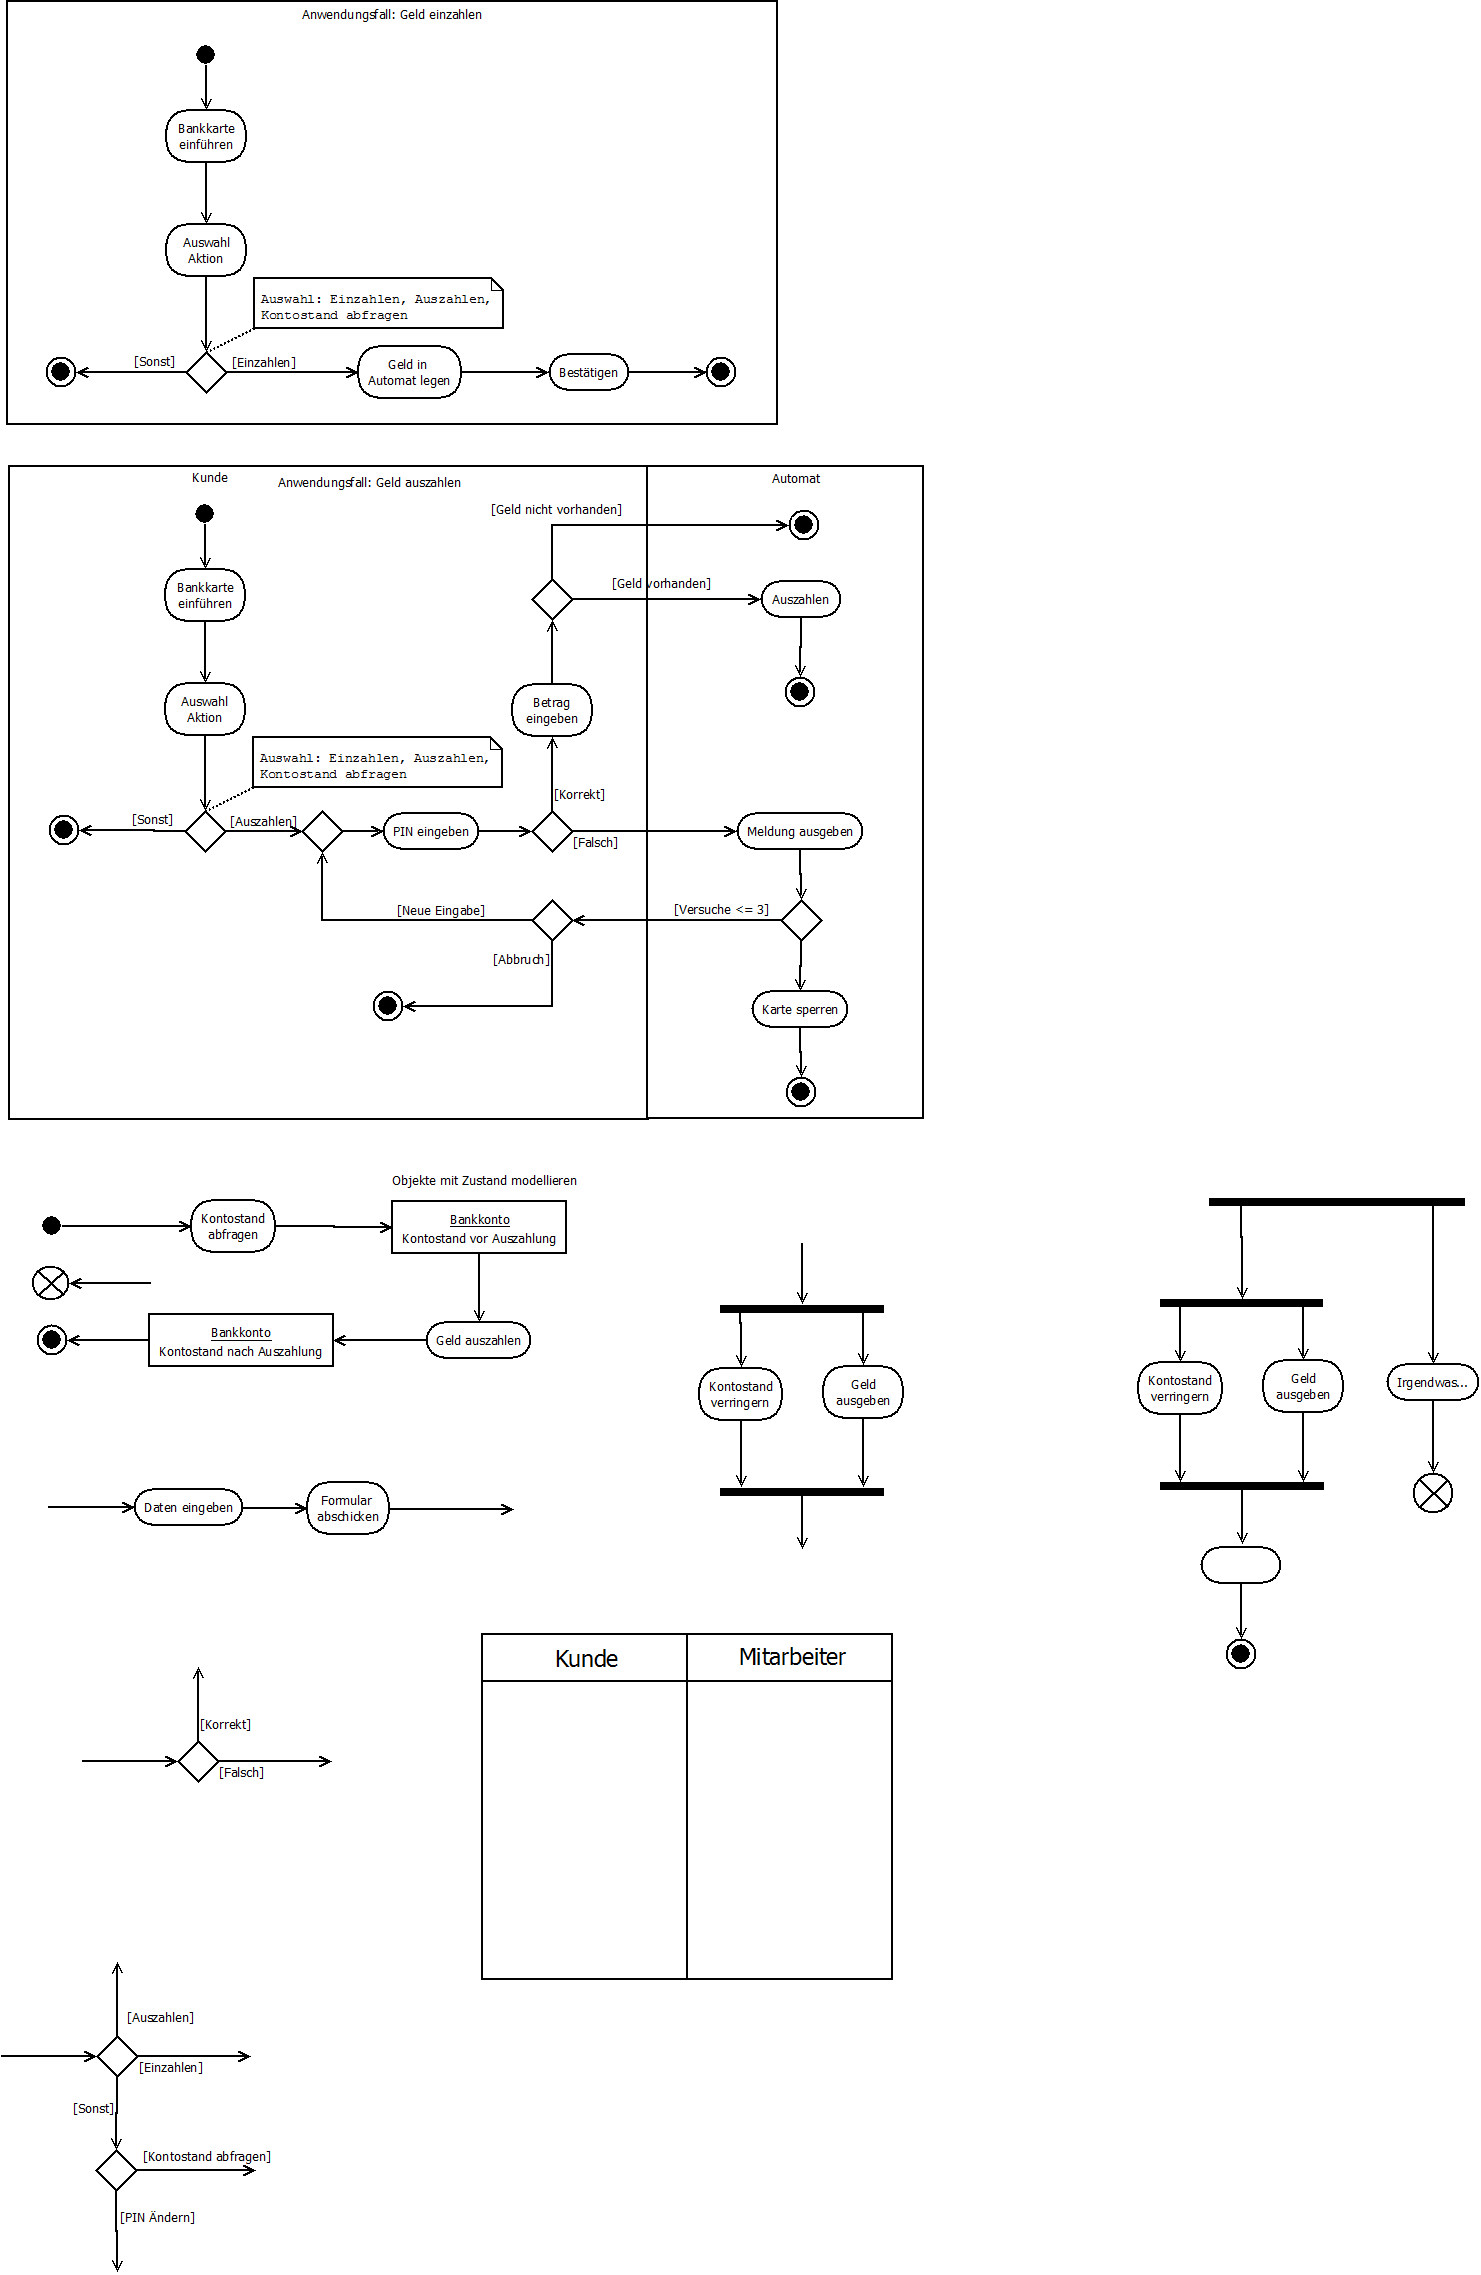 Anwendungsfall: Geld einzahlen
Bankkarte
einführen
Auswahl
Aktion
Auswahl: Einzahlen, Auszahlen,
Kontostand abfragen
[Sonst]
[Einzahlen]
Geld in
Automat legen
Bestätigen
Kunde
Anwendungsfall: Geld auszahlen
Automat
[Geld nicht vorhanden]
Bankkarte
einführen
[Geld vorhanden]
Auszahlen
Auswahl
Aktion
Betrag
eingeben
Auswahl: Einzahlen, Auszahlen,
Kontostand abfragen
[Korrekt]
[Sonst]
[Auszahlen]
PIN eingeben
[Falsch]
Meldung ausgeben
[Neue Eingabe]
[Versuche <= 3]
[Abbruch]
Karte sperren
Objekte mit Zustand modellieren
Kontostand
abfragen
Bankkonto
Kontostand vor Auszahlung
Bankkonto
Kontostand nach Auszahlung
Geld auszahlen
Kontostand
verringern
Geld
ausgeben
Kontostand
verringern
Geld
ausgeben
Irgendwas...
Daten eingeben
Formular
abschicken
Kunde
Mitarbeiter
[Korrekt]
[Falsch]
[Auszahlen]
[Einzahlen]
[Sonst]
[Kontostand abfragen]
[PIN Ändern]